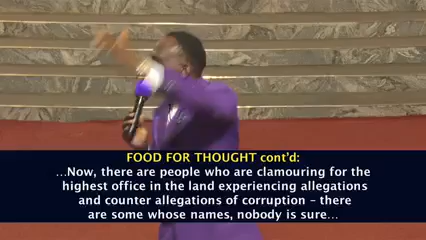 FOOD FOR THOUGHT cont'd:
...Now, there are people who are clamouring for the
highest office in the land experiencing allegations
and counter allegations of corruption – there
are some whose names, nobody is sure...